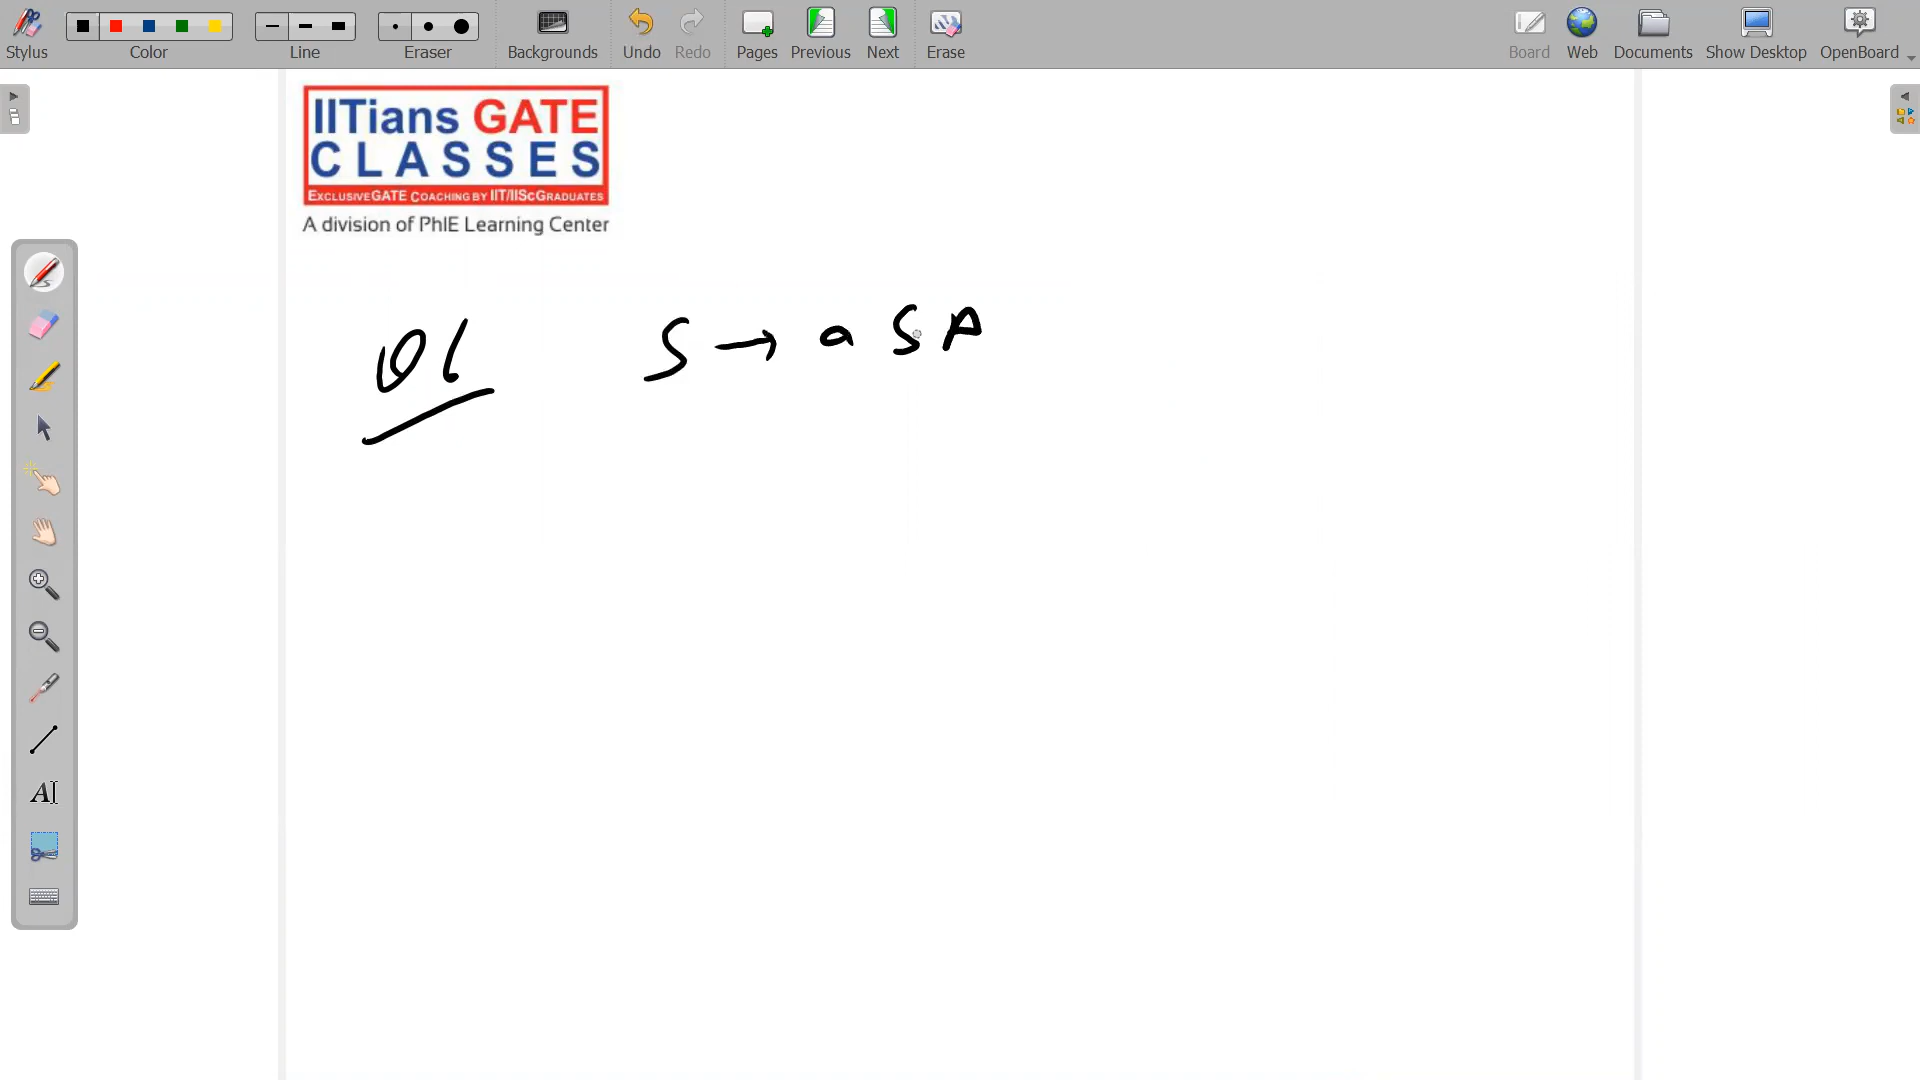 Stylus Color Line Eraser Backgrounds Undo Redo Pages Previous Next Erase Board Web Documents Show Desktop OpenBoard
IITians GATE
CLASSES
EXCLUSIVE GATE COACHING BY IIT/IISc GRADUATES
A division of PhIE Learning Center
S → a S A